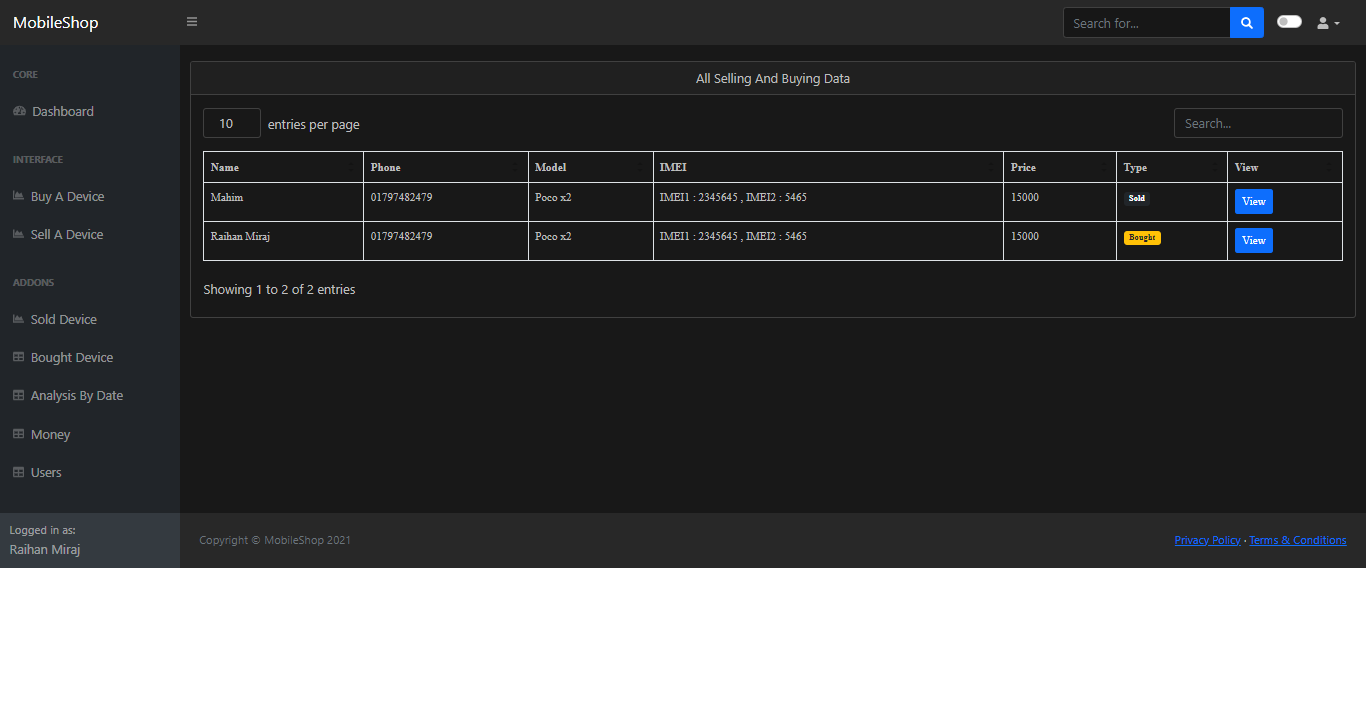 MobileShop
Search for...
CORE
Dashboard
INTERFACE
Buy A Device
Sell A Device
ADDONS
Sold Device
Bought Device
Analysis By Date
Money
Users
Logged in as:
Raihan Miraj
All Selling And Buying Data
10 entries per page
Search...
Name Phone Model IMEI Price Type View
Mahim 01797482479 Poco x2 IMEI1 : 2345645 , IMEI2 : 5465 15000 Sold View
Raihan Miraj 01797482479 Poco x2 IMEI1 : 2345645 , IMEI2 : 5465 15000 Bought View
Showing 1 to 2 of 2 entries
Copyright © MobileShop 2021
Privacy Policy · Terms & Conditions